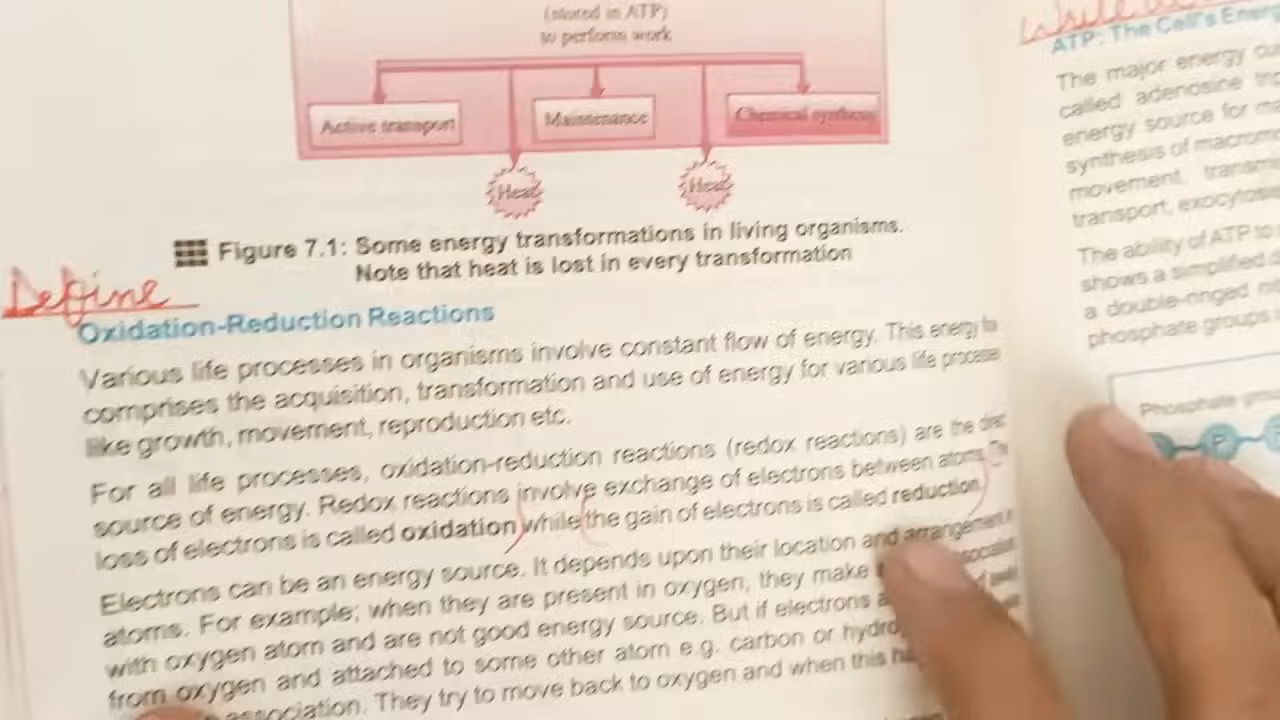 (stored in ATP)
to perform work
Active transport
Maintenance
Chemical synthesis
Heat
Heat
Figure 7.1: Some energy transformations in living organisms.
Note that heat is lost in every transformation
Define
Oxidation-Reduction Reactions
Various life processes in organisms involve constant flow of energy. This energy
comprises the acquisition, transformation and use of energy for various life
like growth, movement, reproduction etc.
For all life processes, oxidation-reduction reactions (redox reactions) are the
source of energy. Redox reactions involve exchange of electrons between atoms.
loss of electrons is called oxidation while the gain of electrons is called reduction.
Electrons can be an energy source. It depends upon their location and arrangement
atoms. For example; when they are present in oxygen, they make
with oxygen atom and are not good energy source. But if electrons
from oxygen and attached to some other atom e.g. carbon or
association. They try to move back to oxygen and when this
ATP: The Cell's
The major energy
called adenosine
energy source for
synthesis of
movement,
transport,
The ability of ATP to
shows a simplified
a double-ringed
phosphate groups
Phosphate
P